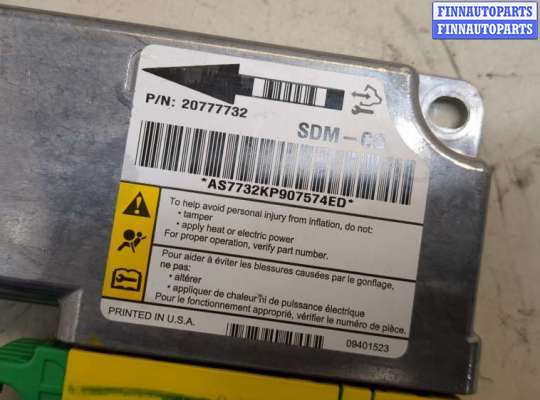 FINNAUTOPARTS
FINNAUTOPARTS
P/N: 20777732
SDM-
*AS7732KP907574ED*
To help avoid personal injury from inflation, do not:
• tamper
• apply heat or electric power
For proper operation, verify part number.
Pour aider à éviter les blessures causées par le gonflage,
ne pas:
• altérer
• appliquer de chaleur ni de puissance électrique
Pour le fonctionnement approprié, vérifier le numéro de pièce.
PRINTED IN U.S.A.
09401523